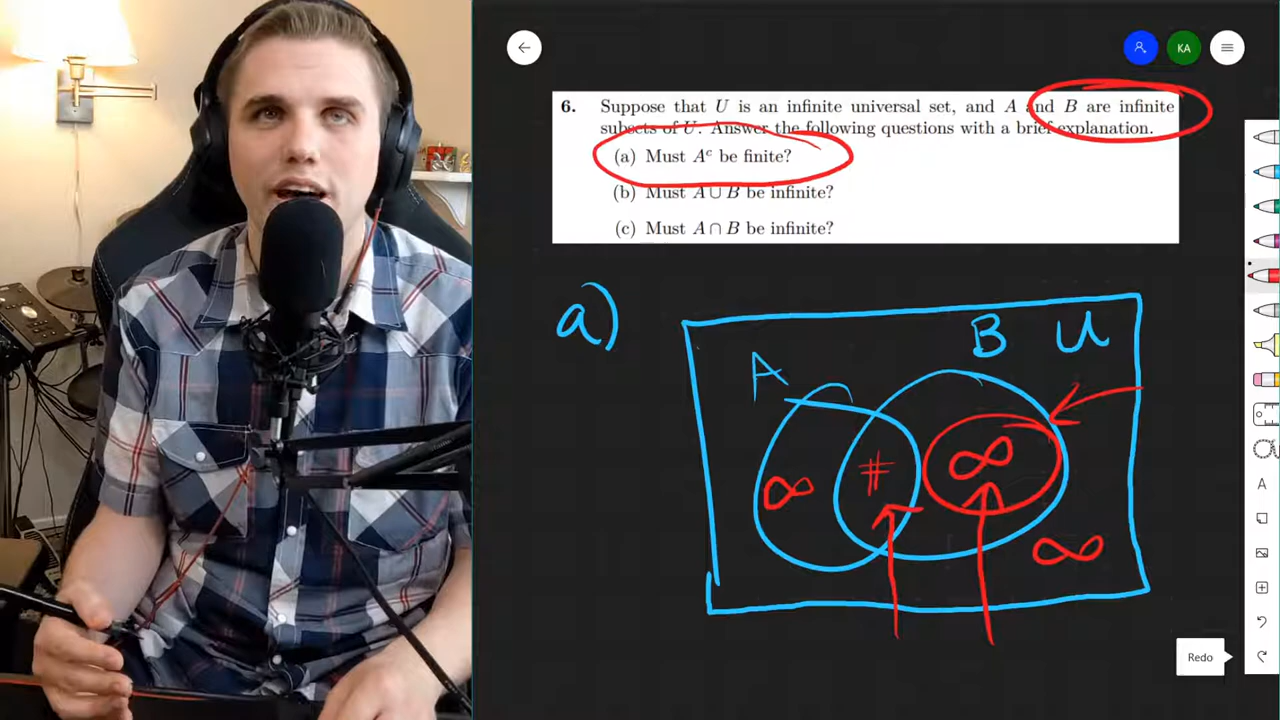 KA
6. Suppose that U is an infinite universal set, and A and B are infinite
subsets of U. Answer the following questions with a brief explanation.
(a) Must Aᶜ be finite?
(b) Must A ∪ B be infinite?
(c) Must A ∩ B be infinite?
a)
A B U
∞ # ∞
∞
A
Redo